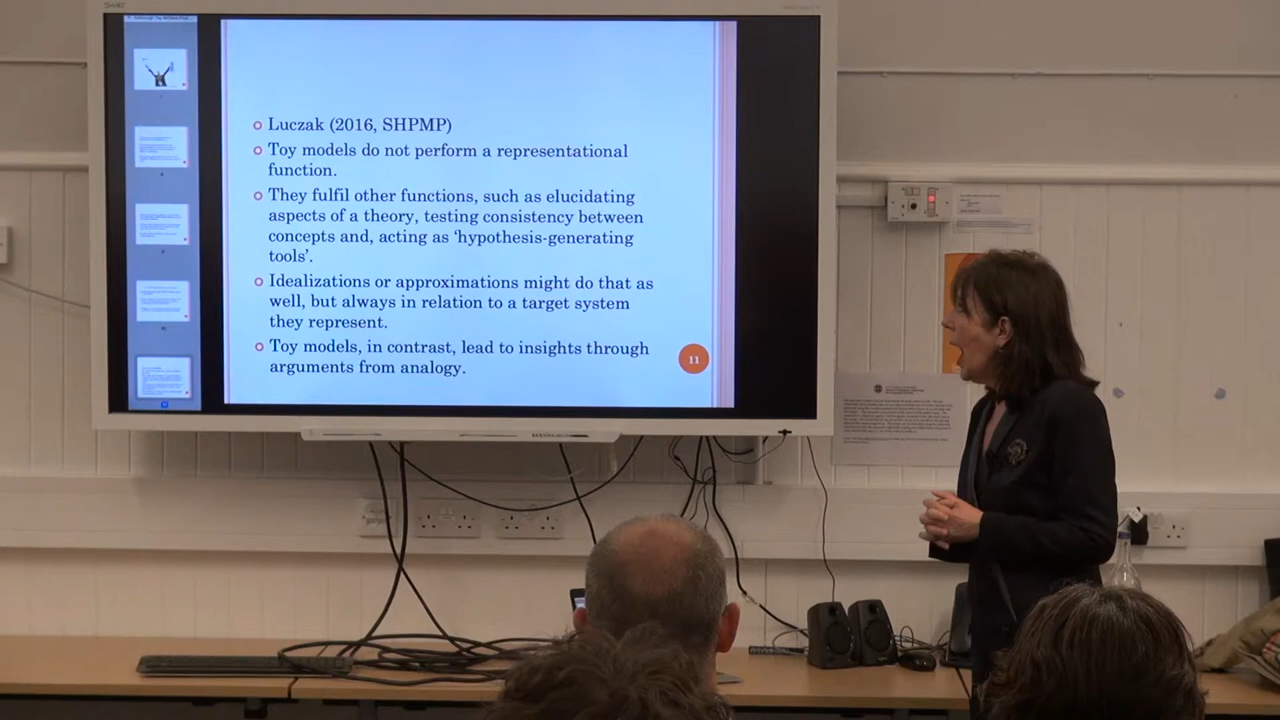 SMART
Luczak (2016, SHPMP)
Toy models do not perform a representational
function.
They fulfil other functions, such as elucidating
aspects of a theory, testing consistency between
concepts and, acting as ‘hypothesis-generating
tools’.
Idealizations or approximations might do that as
well, but always in relation to a target system
they represent.
Toy models, in contrast, lead to insights through
arguments from analogy.
11